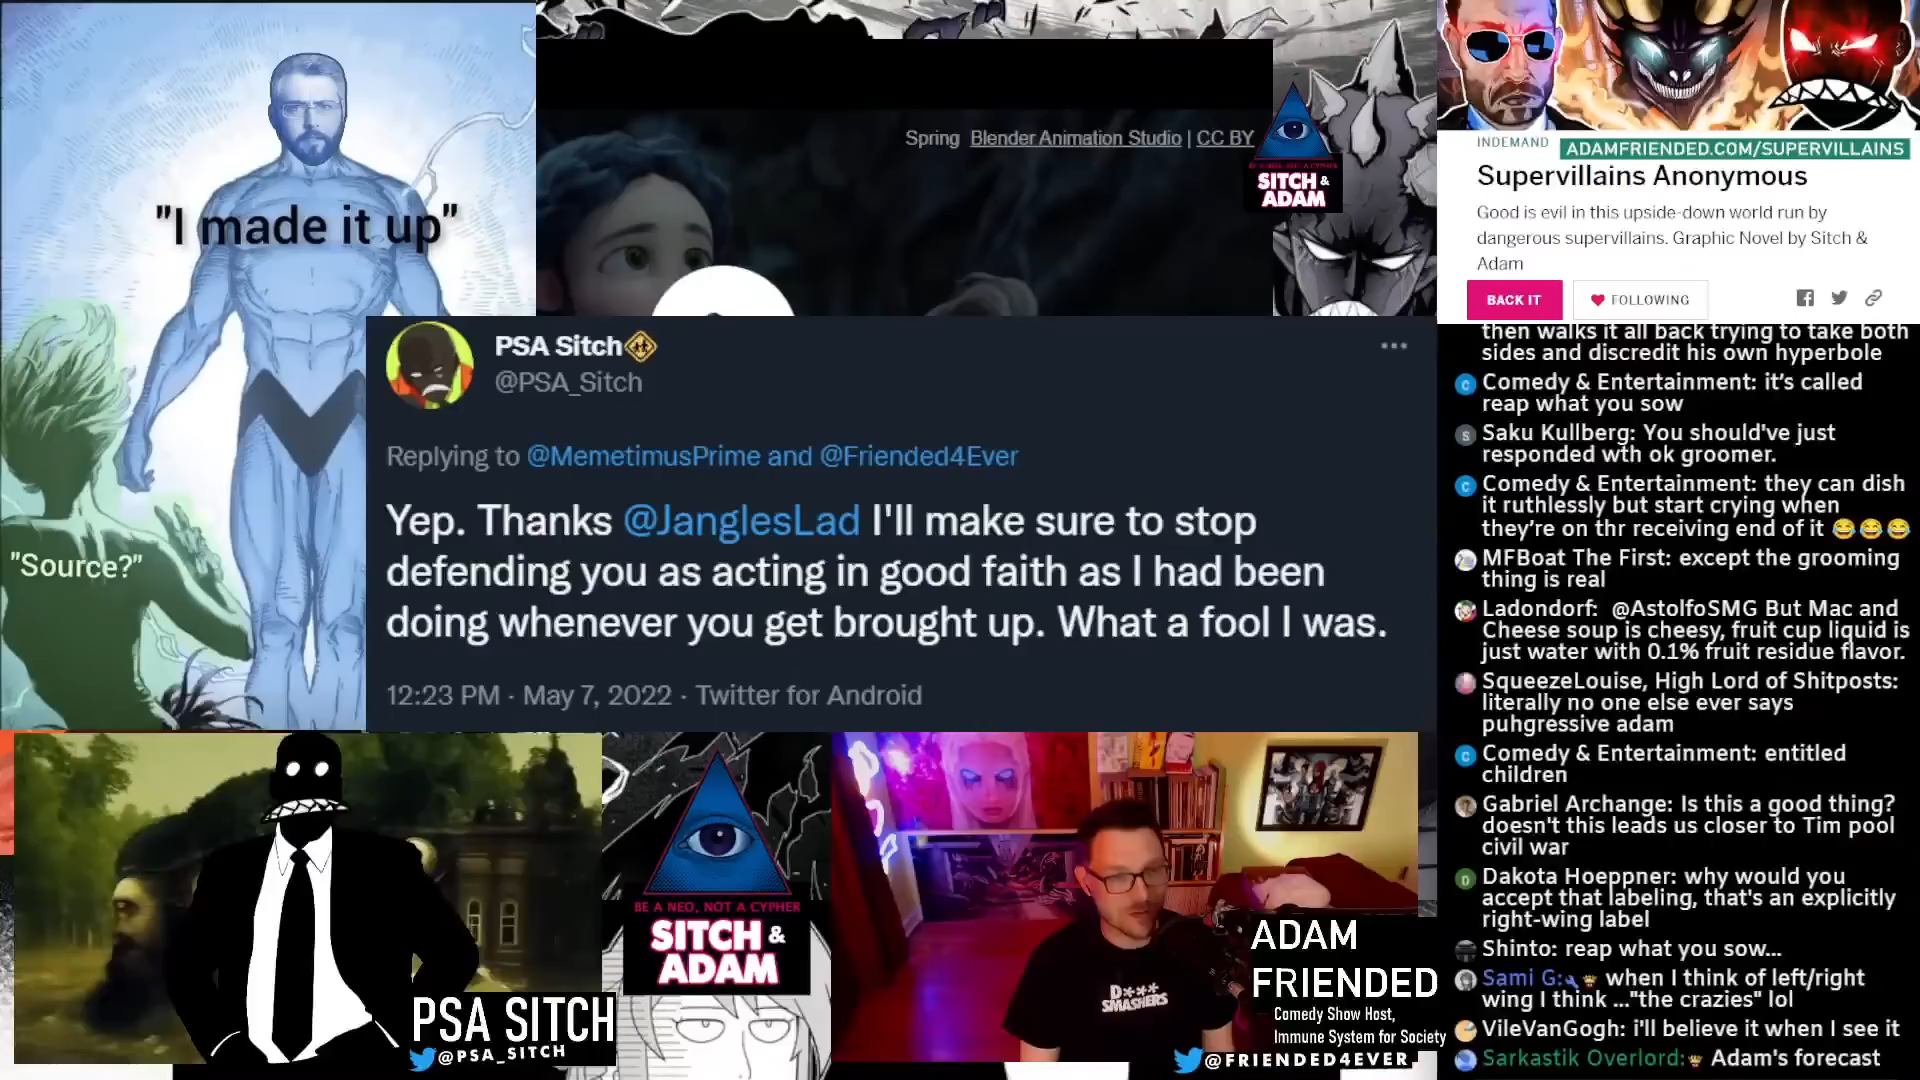 "I made it up"
"Source?"
Spring Blender Animation Studio | CC BY
SITCH &
ADAM
PSA Sitch
@PSA_Sitch
Replying to @MemetimusPrime and @Friended4Ever
Yep. Thanks @JanglesLad I'll make sure to stop
defending you as acting in good faith as I had been
doing whenever you get brought up. What a fool I was.
12:23 PM · May 7, 2022 · Twitter for Android
PSA SITCH
@PSA_SITCH
BE A NEO, NOT A CYPHER
SITCH &
ADAM
D***
SMASHERS
ADAM
FRIENDED
Comedy Show Host,
Immune System for Society
@FRIENDED4EVER
INDEMAND
ADAMFRIENDED.COM/SUPERVILLAINS
Supervillains Anonymous
Good is evil in this upside-down world run by
dangerous supervillains. Graphic Novel by Sitch &
Adam
BACK IT
FOLLOWING
then walks it all back trying to take both
sides and discredit his own hyperbole
C Comedy & Entertainment: it's called
reap what you sow
S Saku Kullberg: You should've just
responded wth ok groomer.
C Comedy & Entertainment: they can dish
it ruthlessly but start crying when
they're on thr receiving end of it 😂😂😂
MFBoat The First: except the grooming
thing is real
Ladondorf: @AstolfoSMG But Mac and
Cheese soup is cheesy, fruit cup liquid is
just water with 0.1% fruit residue flavor.
SqueezeLouise, High Lord of Shitposts:
literally no one else ever says
puhgressive adam
C Comedy & Entertainment: entitled
children
Gabriel Archange: Is this a good thing?
doesn't this leads us closer to Tim pool
civil war
D Dakota Hoeppner: why would you
accept that labeling, that's an explicitly
right-wing label
Shinto: reap what you sow...
Sami G: when I think of left/right
wing I think ..."the crazies" lol
VileVanGogh: i'll believe it when I see it
Sarkastik Overlord: Adam's forecast